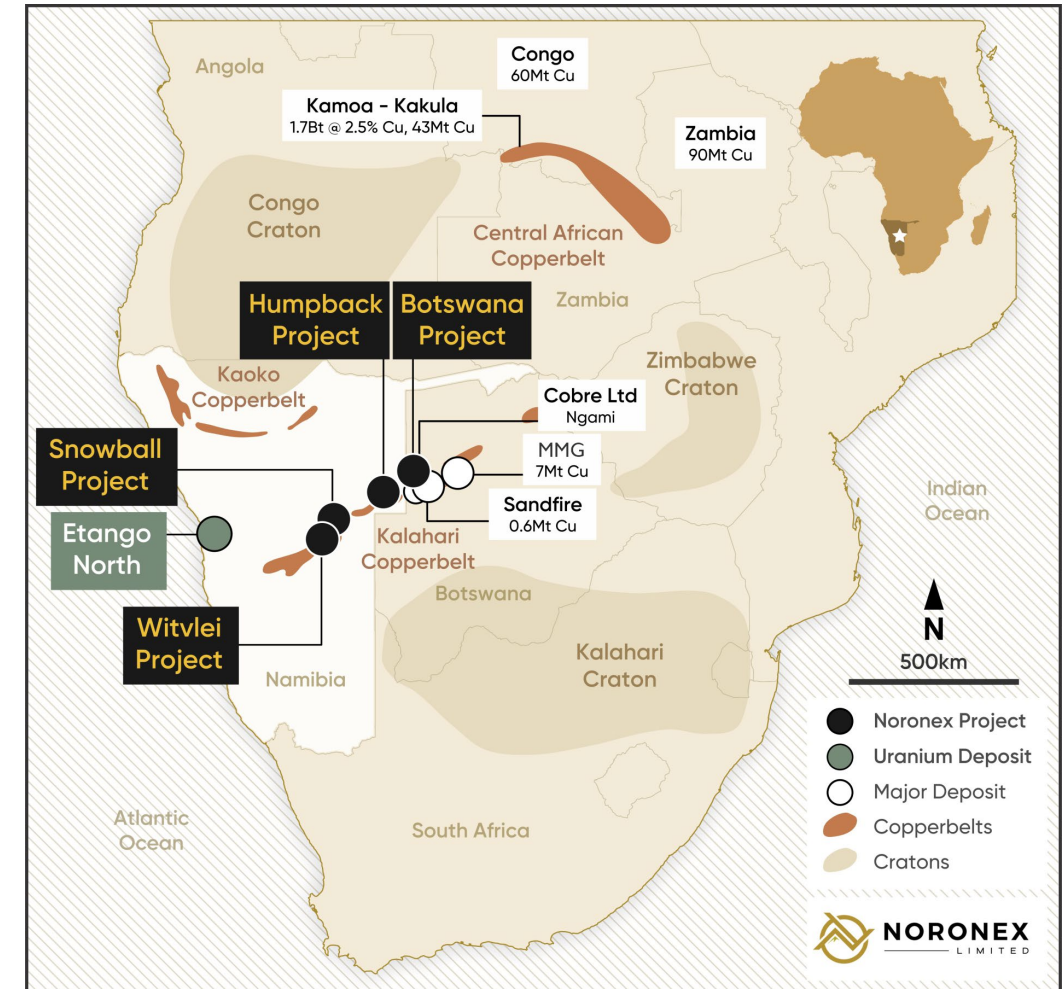 Angola
Congo
60Mt Cu
Kamoa - Kakula
1.7Bt @ 2.5% Cu, 43Mt Cu
Zambia
90Mt Cu
Congo
Craton
Central African
Copperbelt
Zambia
Humpback
Project
Botswana
Project
Kaoko
Copperbelt
Zimbabwe
Craton
Cobre Ltd
Ngami
Snowball
Project
MMG
7Mt Cu
Sandfire
0.6Mt Cu
Indian
Ocean
Etango
North
Kalahari
Copperbelt
Botswana
Witvlei
Project
Kalahari
Craton
Namibia
N
500km
Noronex Project
Uranium Deposit
Major Deposit
Copperbelts
Cratons
Atlantic
Ocean
South Africa
NORONEX
LIMITED